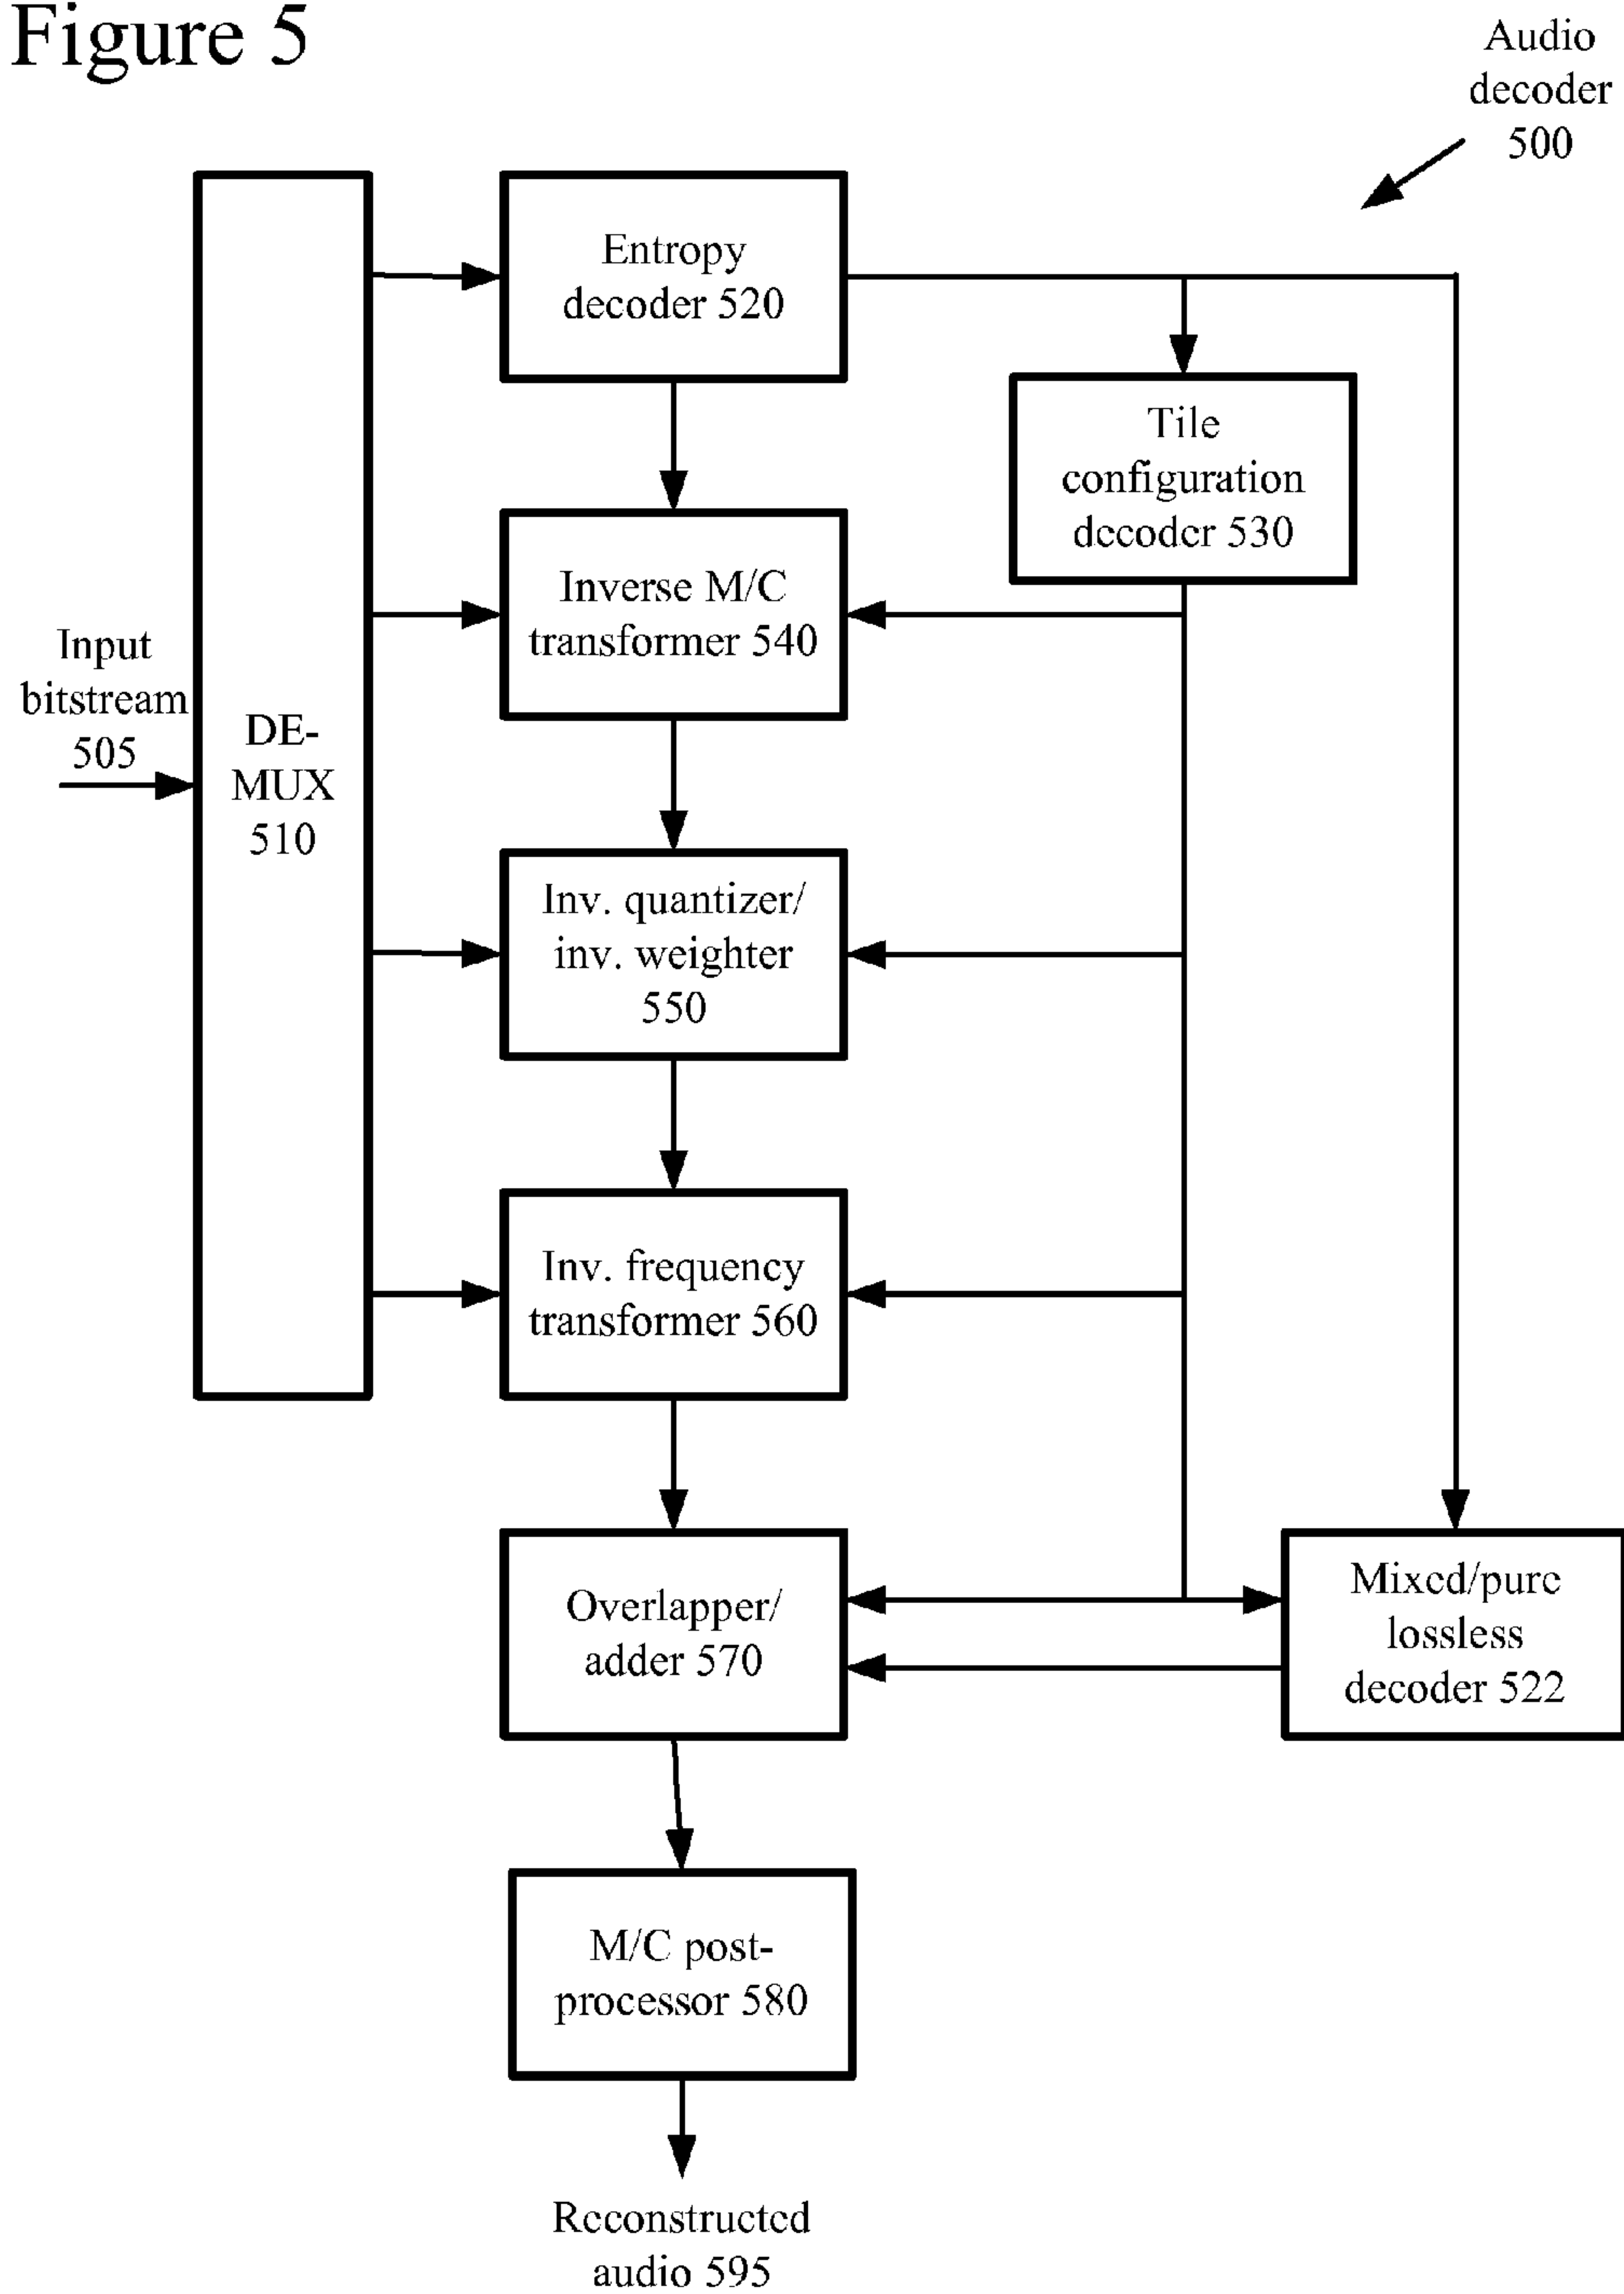 Figure 5
Audio
decoder
500
Entropy
decoder 520
Tile
configuration
decoder 530
Inverse M/C
transformer 540
Input
bitstream
505
DE-
MUX
510
Inv. quantizer/
inv. weighter
550
Inv. frequency
transformer 560
Overlapper/
adder 570
Mixed/pure
lossless
decoder 522
M/C post-
processor 580
Reconstructed
audio 595